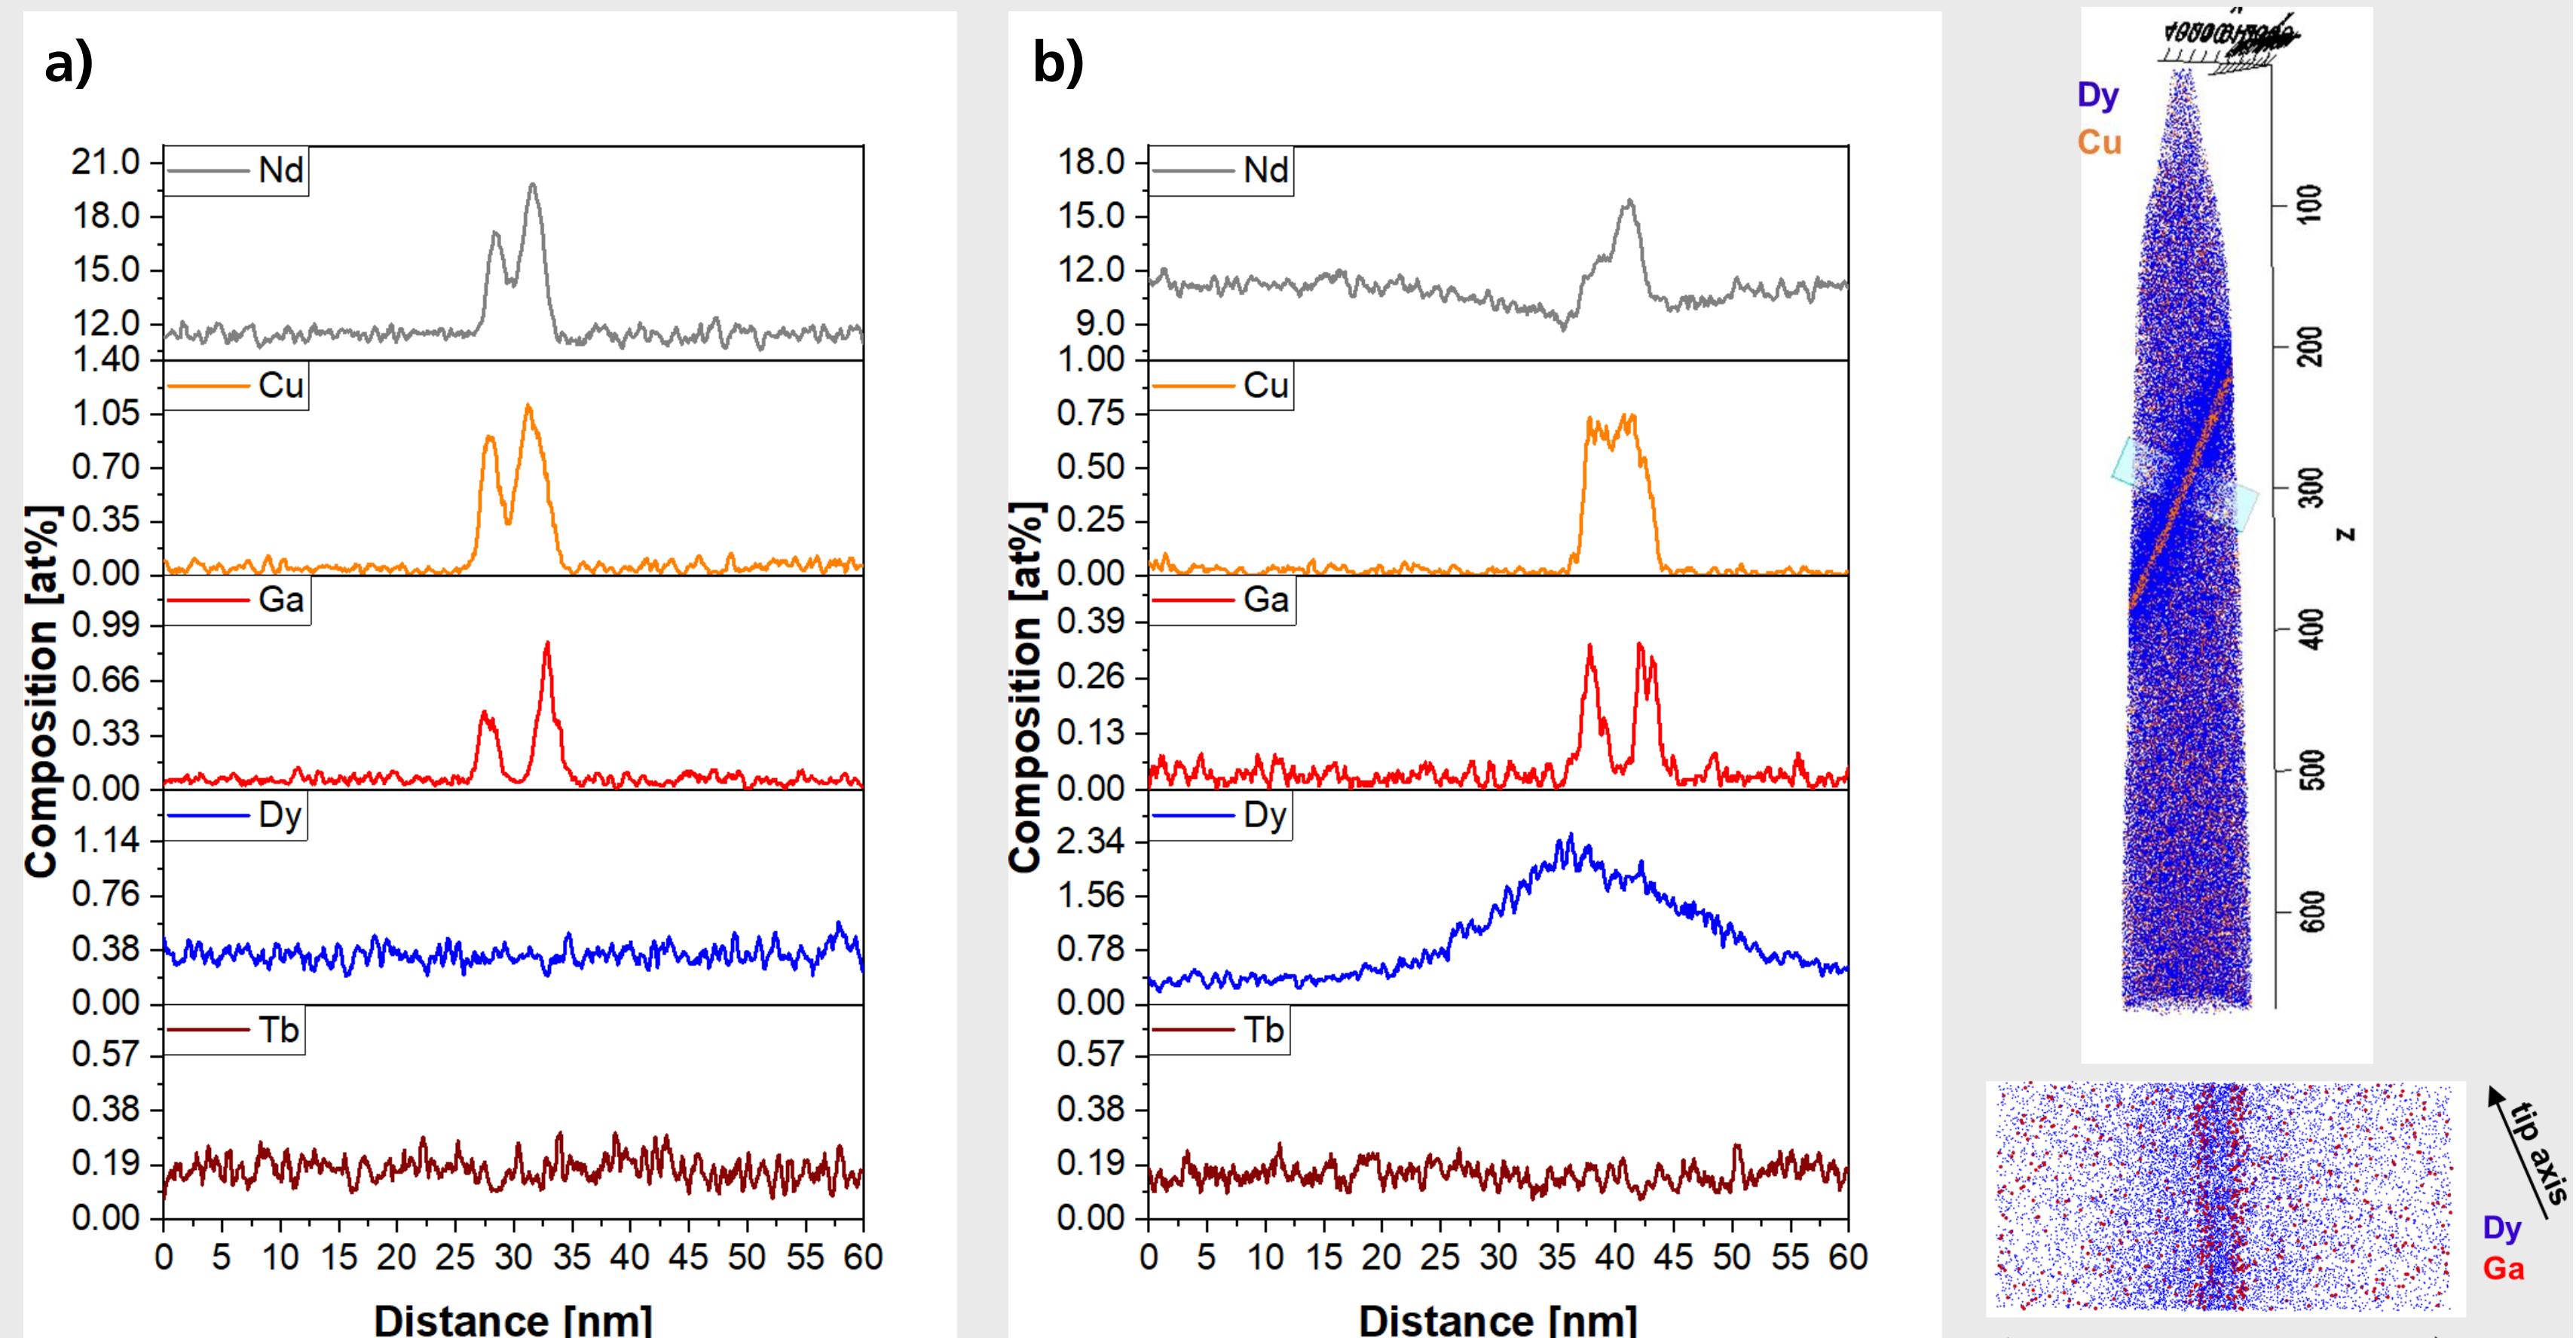 a)
Composition [at%]
Nd
21.0
18.0
15.0
12.0
Cu
1.40
1.05
0.70
0.35
0.00
Ga
0.99
0.66
0.33
0.00
Dy
1.14
0.76
0.38
0.00
Tb
0.57
0.38
0.19
0.00
0 5 10 15 20 25 30 35 40 45 50 55 60
Distance [nm]
b)
Composition [at%]
Nd
18.0
15.0
12.0
9.0
Cu
1.00
0.75
0.50
0.25
0.00
Ga
0.39
0.26
0.13
0.00
Dy
2.34
1.56
0.78
0.00
Tb
0.57
0.38
0.19
0.00
0 5 10 15 20 25 30 35 40 45 50 55 60
Distance [nm]
Dy
Cu
100
200
300
z
400
500
600
tip axis
Dy
Ga